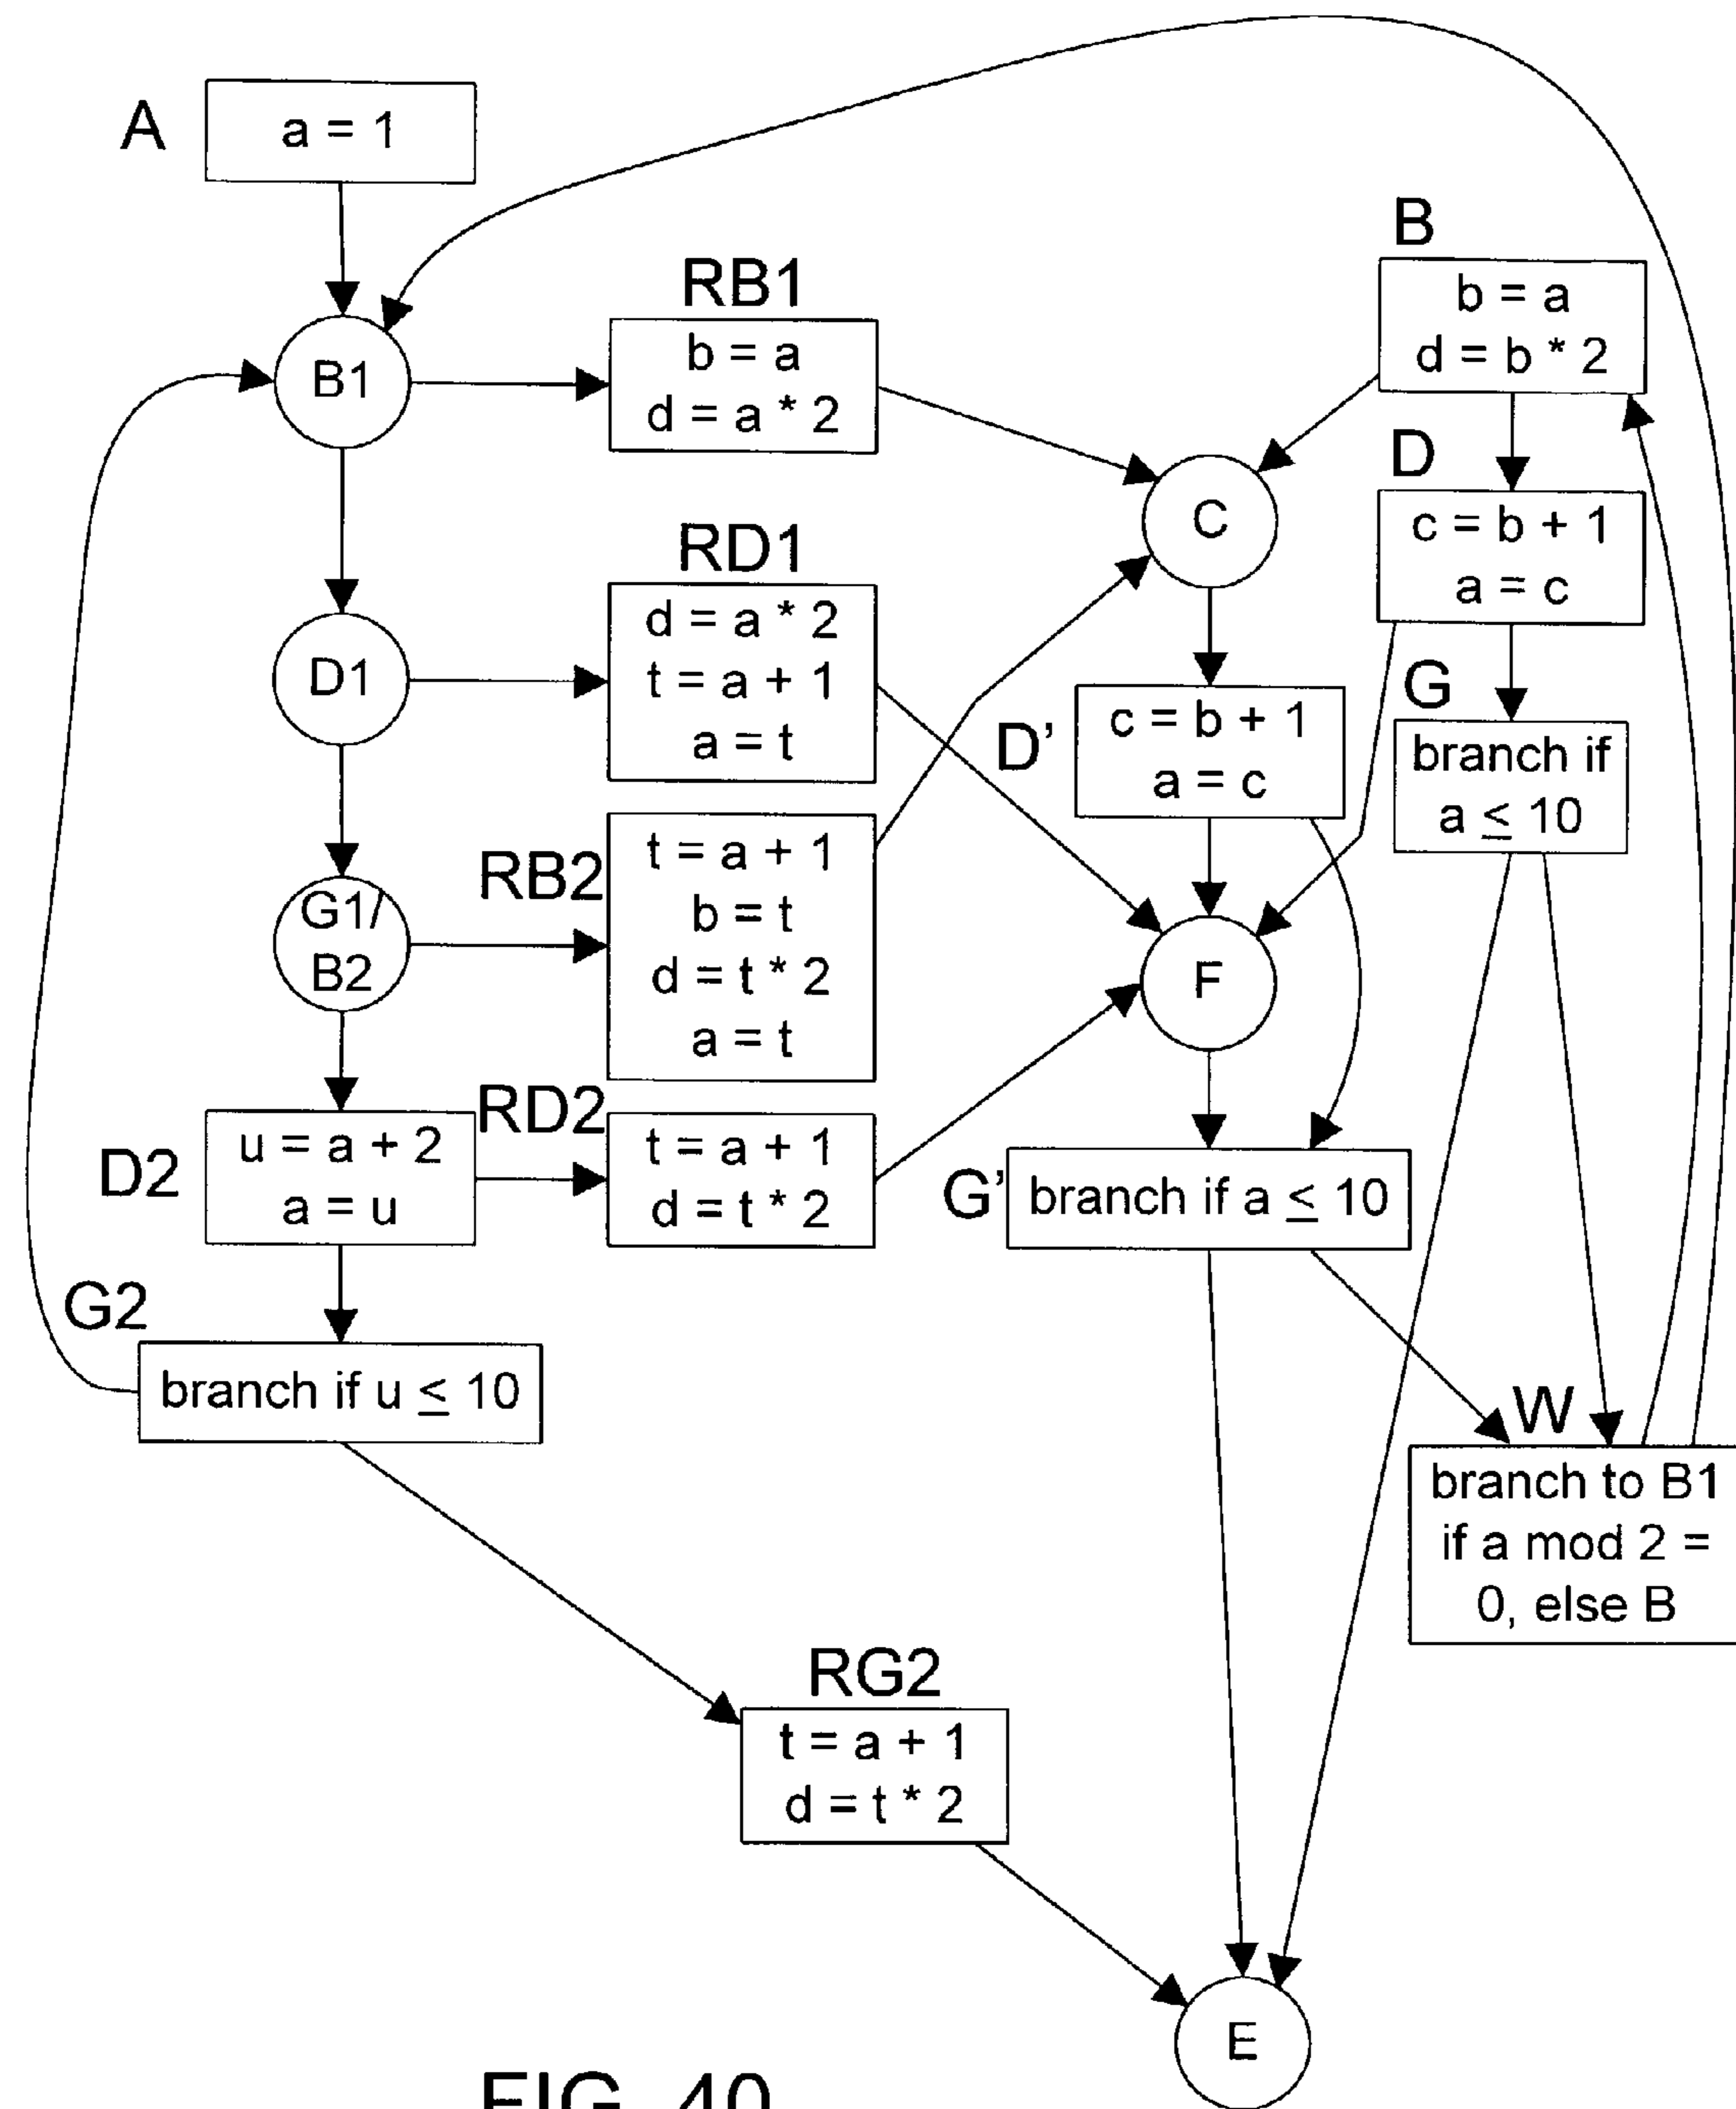 A
a = 1
B
b = a
d = b * 2
RB1
b = a
d = a * 2
B1
D
c = b + 1
a = c
C
RD1
d = a * 2
t = a + 1
a = t
D1
G
branch if
a ≤ 10
D'
c = b + 1
a = c
RB2
t = a + 1
b = t
d = t * 2
a = t
G1/
B2
F
D2
u = a + 2
a = u
RD2
t = a + 1
d = t * 2
G'
branch if a ≤ 10
G2
branch if u ≤ 10
W
branch to B1
if a mod 2 =
0, else B
RG2
t = a + 1
d = t * 2
E
FIG. 40